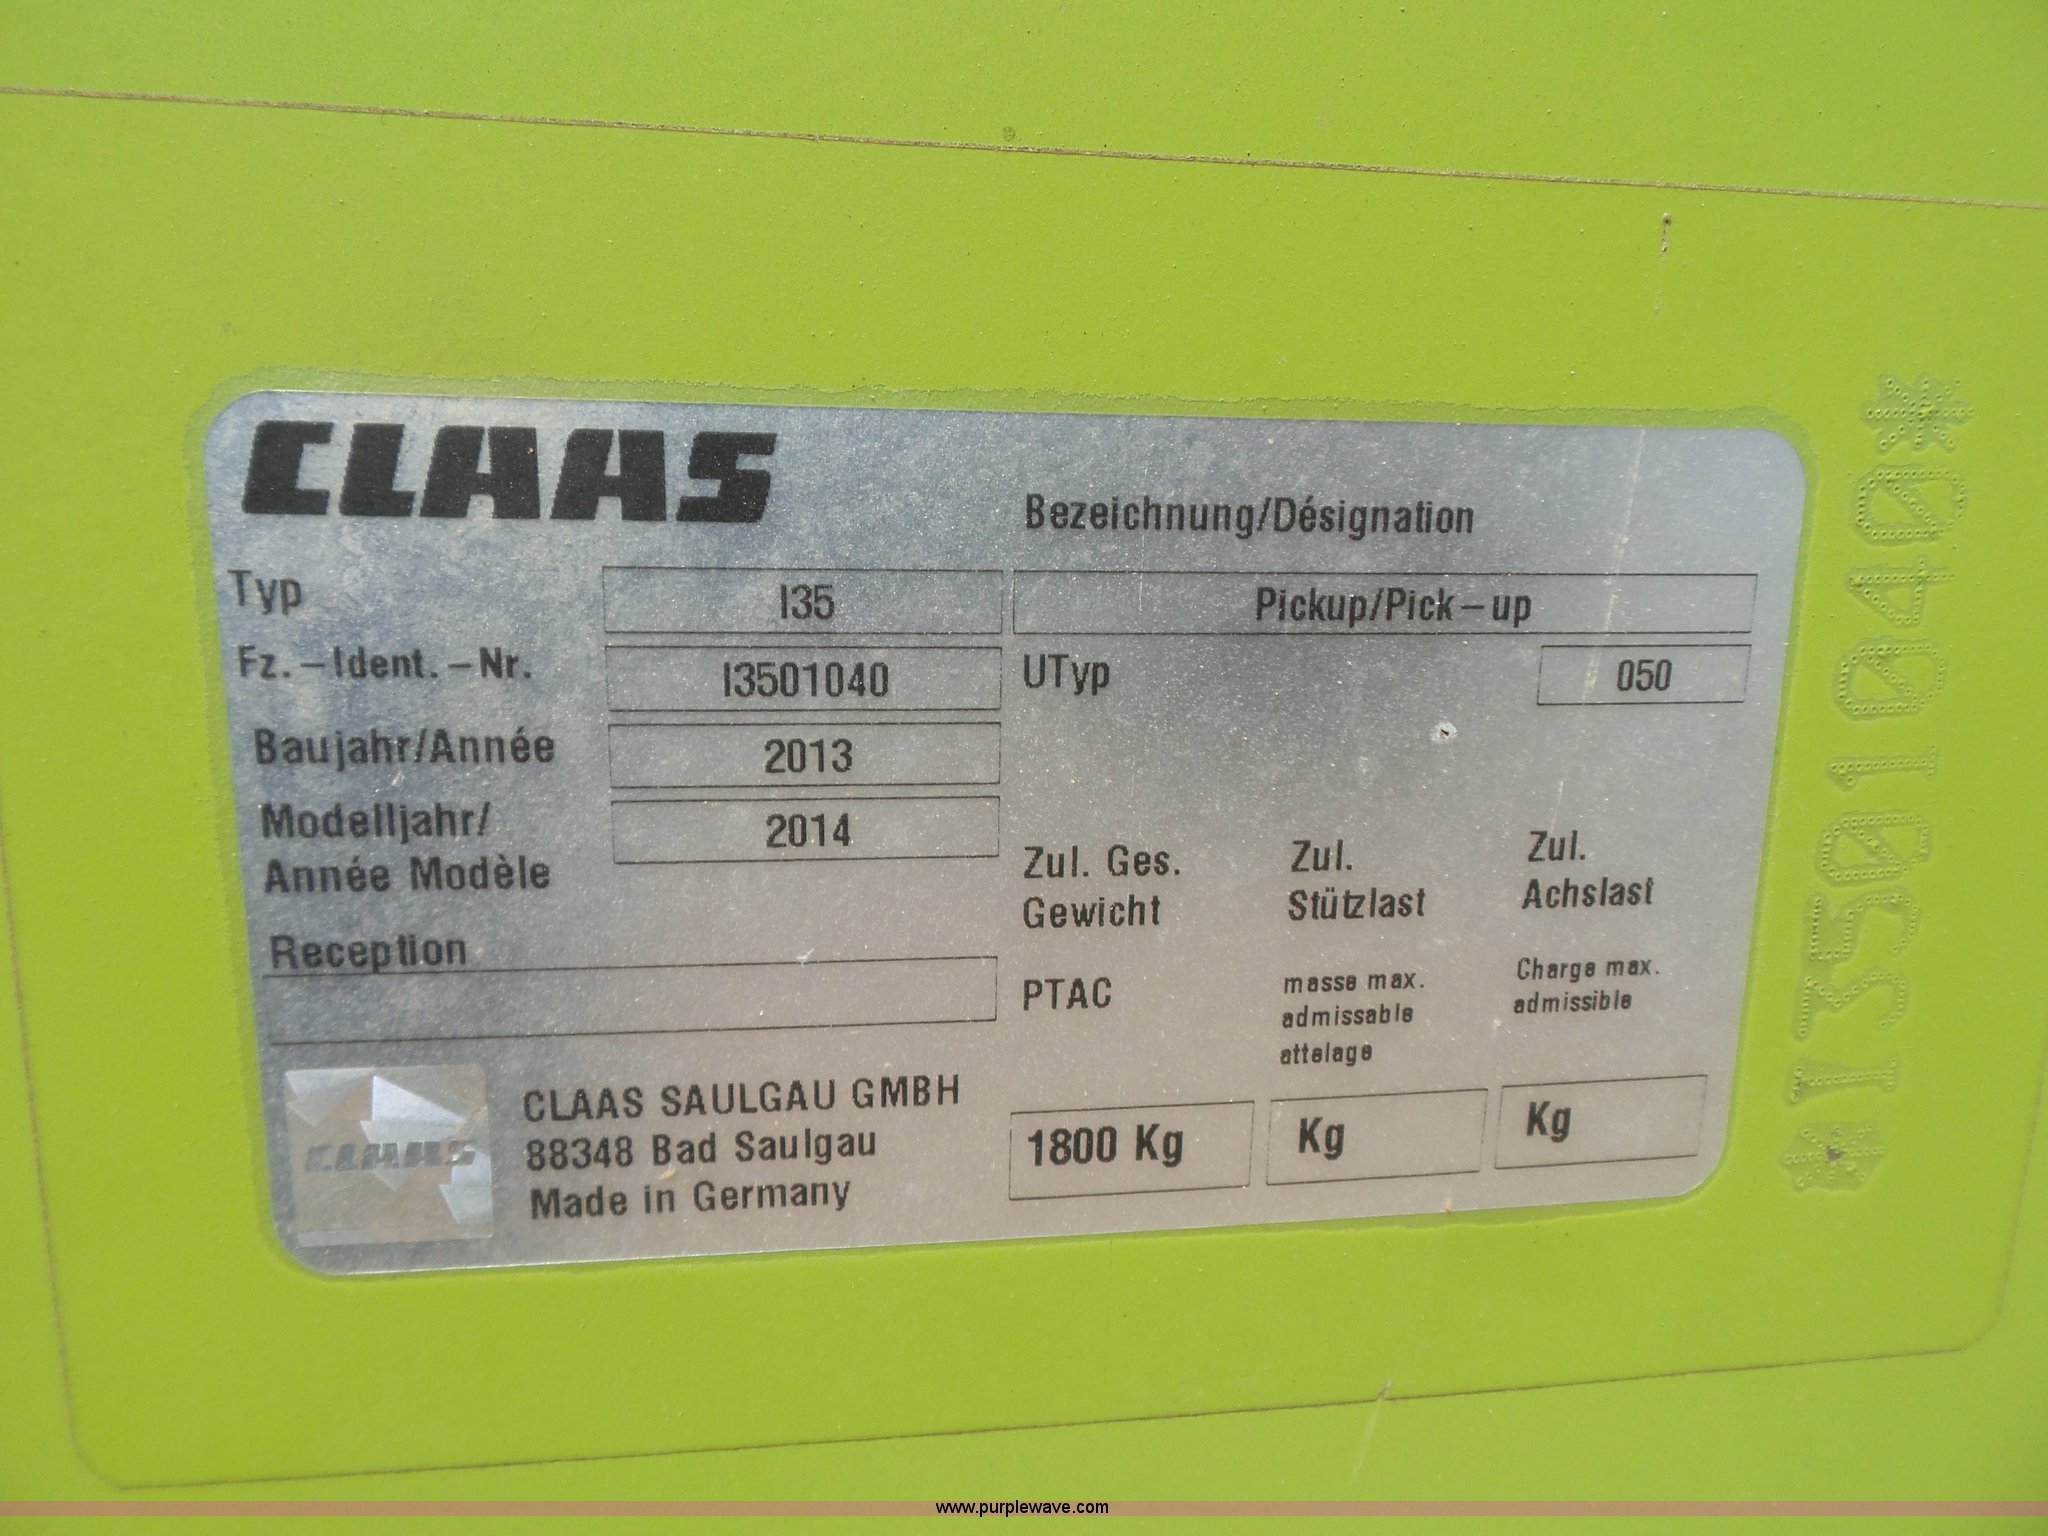 CLAAS
Bezeichnung/Désignation
Typ I35 Pickup/Pick-up
Fz.-Ident.-Nr. I3501040 UTyp 050
Baujahr/Année 2013
Modelljahr/ 2014
Année Modèle
Zul. Ges. Zul. Zul.
Gewicht Stützlast Achslast
Reception
PTAC masse max. Charge max.
admissable admissible
attelage
1800 Kg Kg Kg
CLAAS
CLAAS SAULGAU GMBH
88348 Bad Saulgau
Made in Germany
*I3501040*
www.purplewave.com